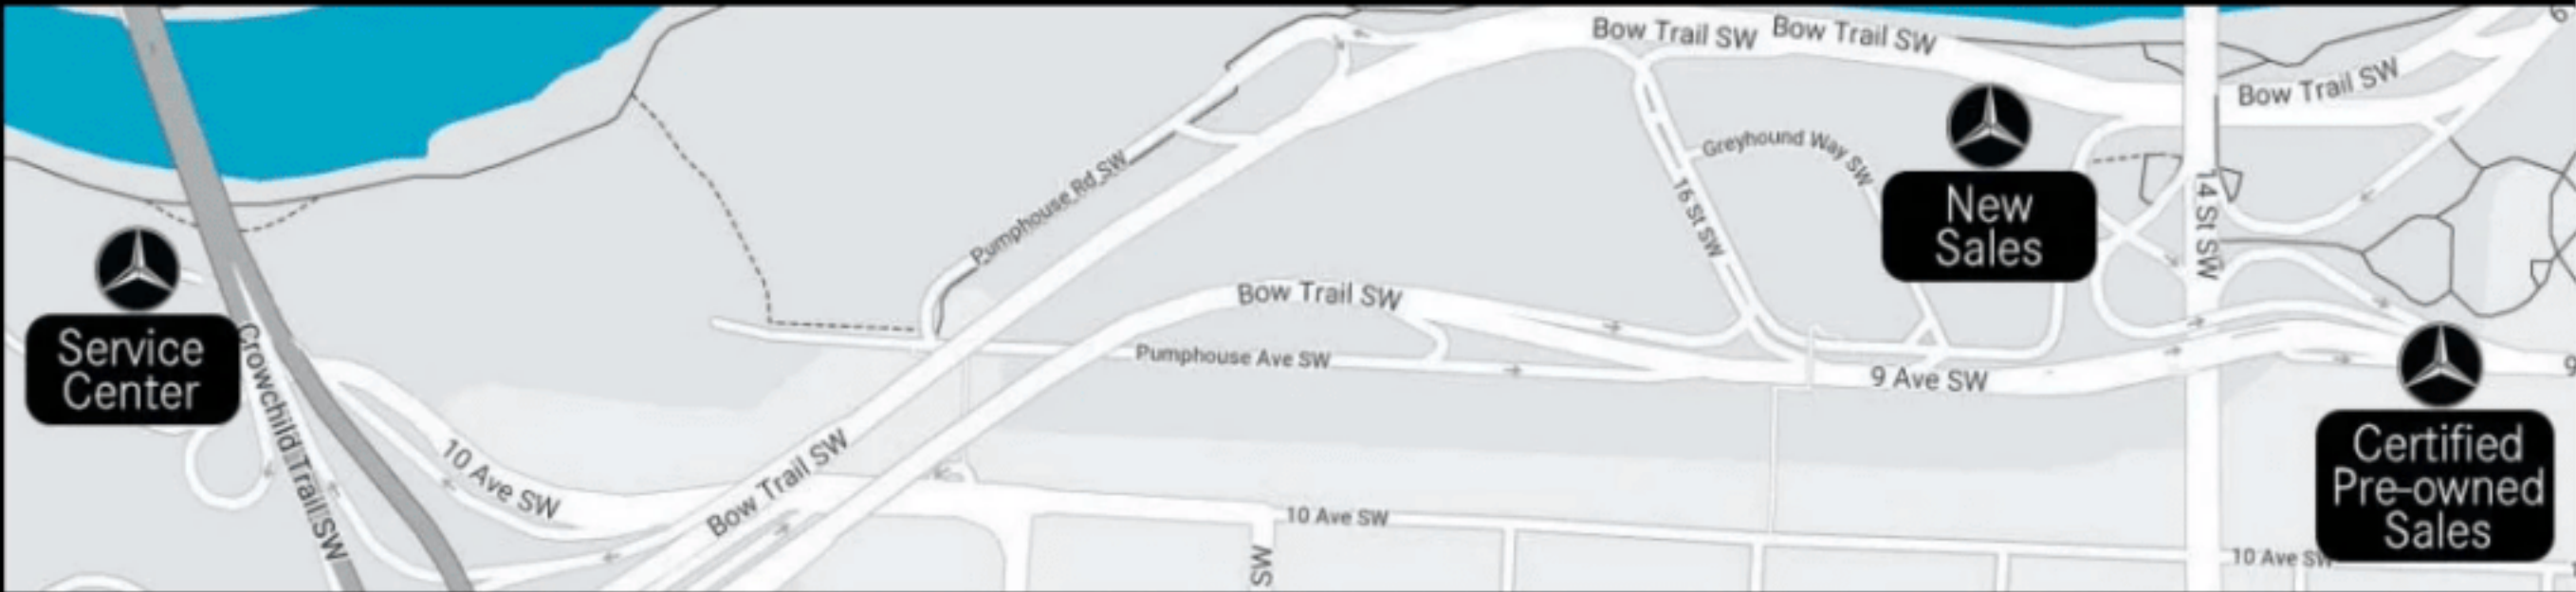 Bow Trail SW
Bow Trail SW
6
Bow Trail SW
Pumphouse Rd SW
Greyhound Way SW
16 St SW
14 St SW
New
Sales
Service
Center
Crowchild Trail SW
Bow Trail SW
Pumphouse Ave SW
9 Ave SW
9
10 Ave SW
Bow Trail SW
10 Ave SW
SW
10 Ave SW
Certified
Pre-owned
Sales